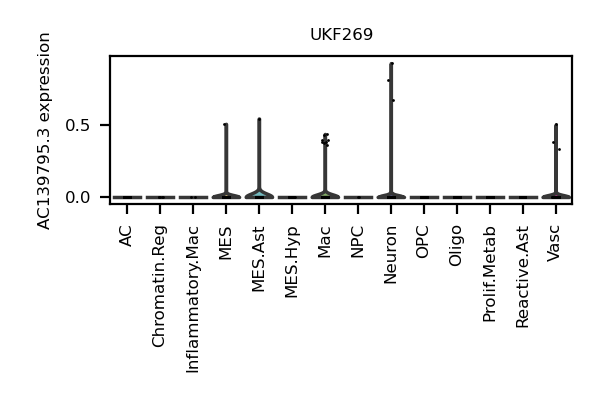 UKF269
AC139795.3 expression
0.5
0.0
AC
Chromatin.Reg
Inflammatory.Mac
MES
MES.Ast
MES.Hyp
Mac
NPC
Neuron
OPC
Oligo
Prolif.Metab
Reactive.Ast
Vasc